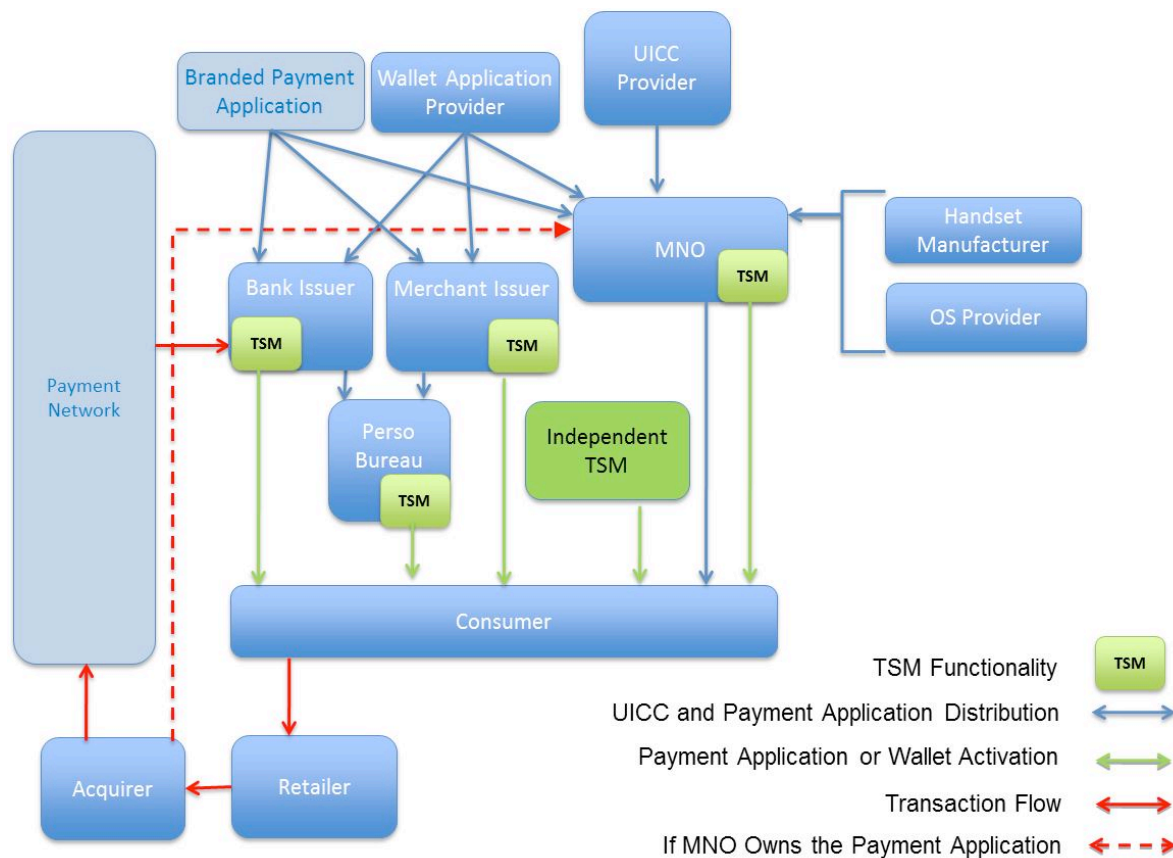 UICC
Provider
Branded Payment
Application
Wallet Application
Provider
Handset
Manufacturer
MNO
TSM
OS Provider
Bank Issuer
TSM
Merchant Issuer
TSM
Payment
Network
Perso
Bureau
TSM
Independent
TSM
Consumer
TSM Functionality
TSM
UICC and Payment Application Distribution
Payment Application or Wallet Activation
Transaction Flow
If MNO Owns the Payment Application
Acquirer
Retailer